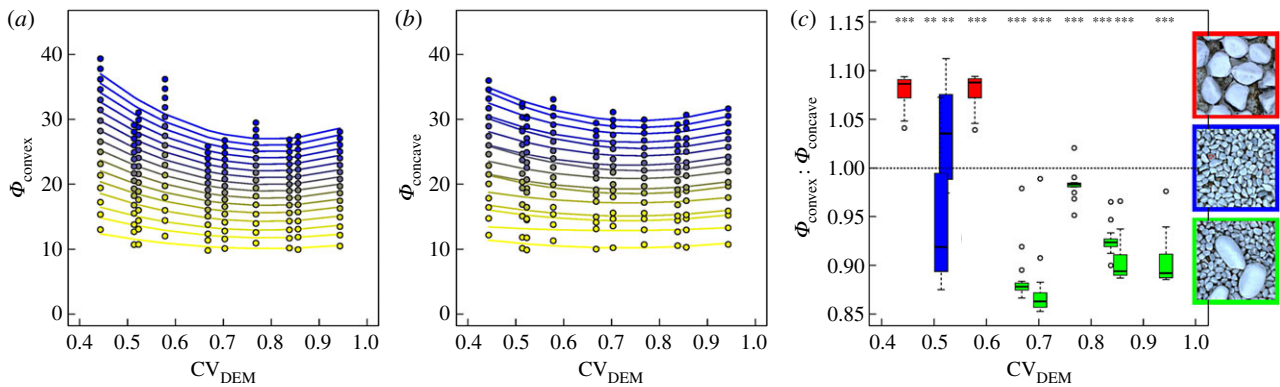 (a)
40
30
20
10
0
Φconvex
0.4 0.5 0.6 0.7 0.8 0.9 1.0
CVDEM
(b)
40
30
20
10
0
Φconcave
0.4 0.5 0.6 0.7 0.8 0.9 1.0
CVDEM
(c)
*** ** ** *** *** *** *** *** *** ***
1.15
1.10
1.05
1.00
0.95
0.90
0.85
Φconvex : Φconcave
0.4 0.5 0.6 0.7 0.8 0.9 1.0
CVDEM